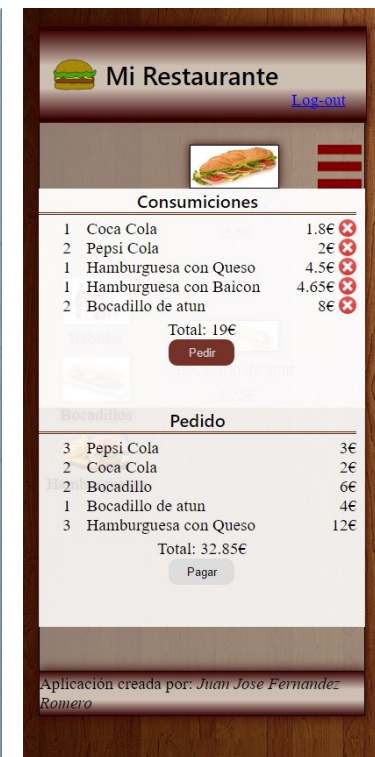 Mi Restaurante
Log-out
Consumiciones
1 Coca Cola 1.8€
2 Pepsi Cola 2€
1 Hamburguesa con Queso 4.5€
1 Hamburguesa con Baicon 4.65€
2 Bocadillo de atun 8€
Total: 19€
Pedir
Bocadillos
Pedido
3 Pepsi Cola 3€
2 Coca Cola 2€
2 Bocadillo 6€
1 Bocadillo de atun 4€
3 Hamburguesa con Queso 12€
Total: 32.85€
Pagar
Aplicación creada por: Juan Jose Fernandez
Romero